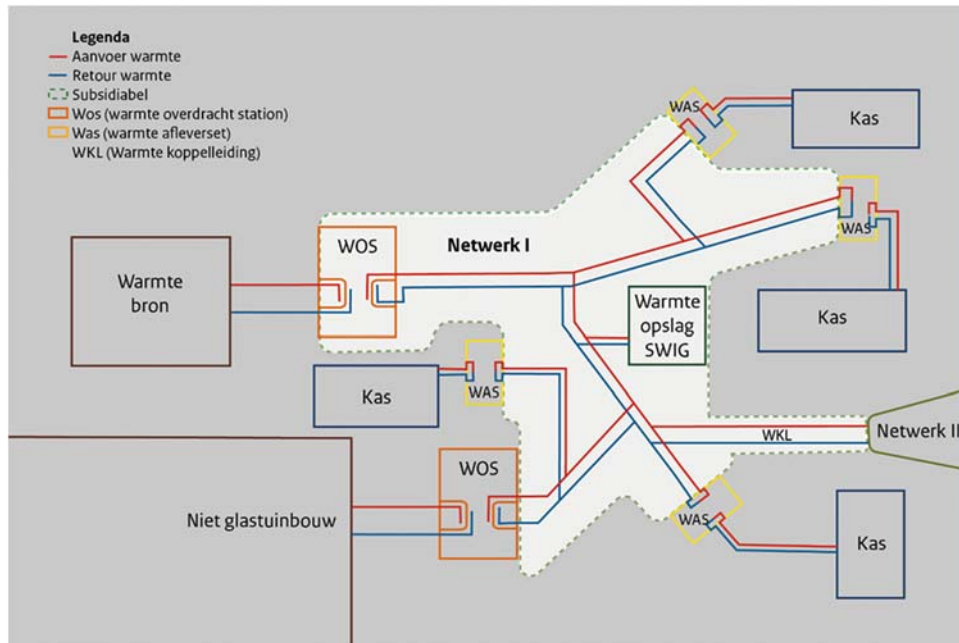 Legenda
Aanvoer warmte
Retour warmte
Subsidiabel
Wos (warmte overdracht station)
Was (warmte afleverset)
WKL (Warmte koppelleiding)
WAS
Kas
WAS
WOS
Netwerk I
Warmte
bron
Warmte
opslag
SWIG
Kas
Kas
WAS
Netwerk II
WKL
WOS
Niet glastuinbouw
WAS
Kas